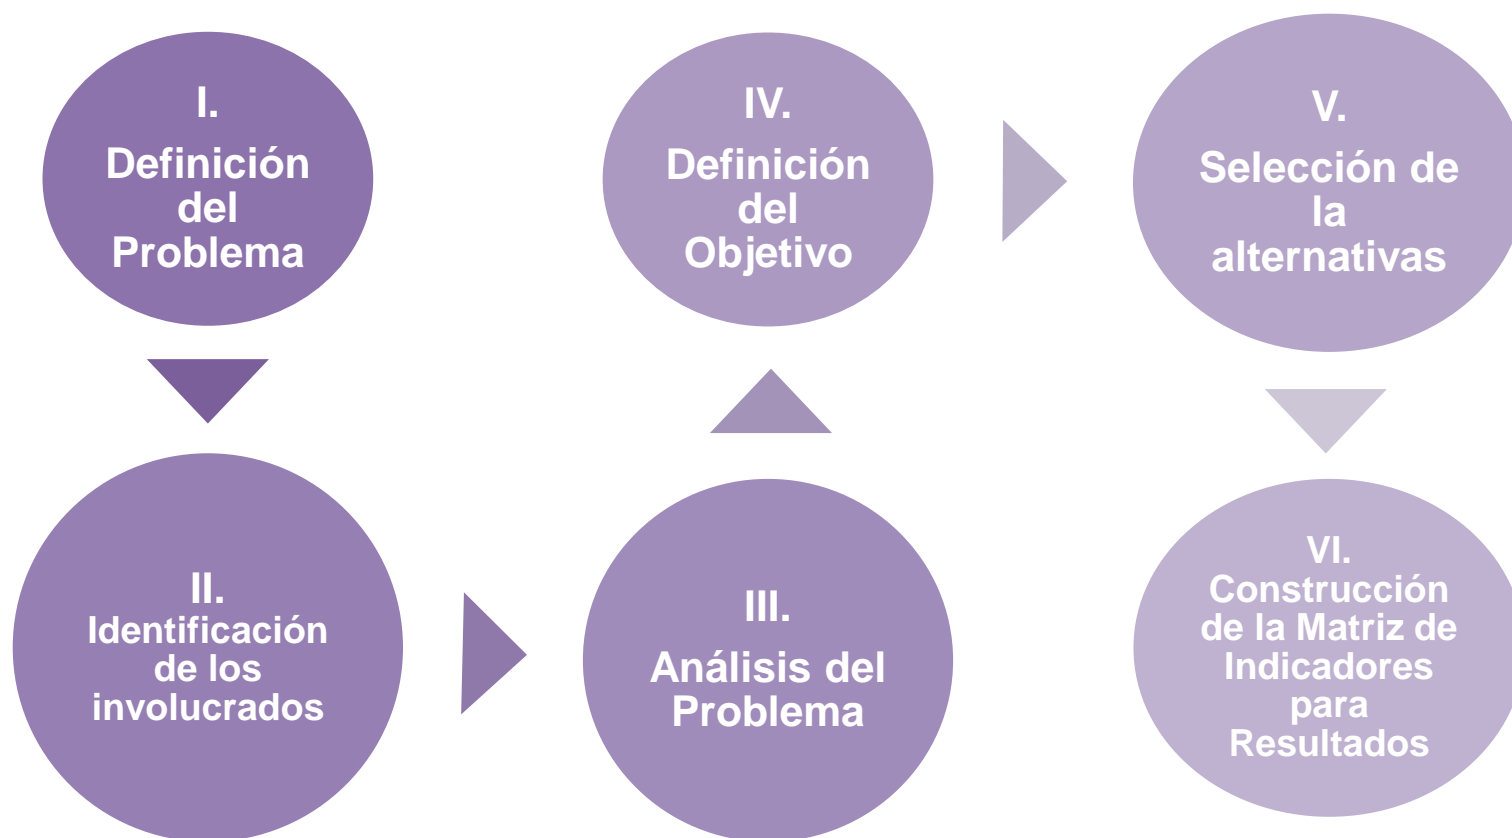 I.
Definición
del
Problema
II.
Identificación
de los
involucrados
III.
Análisis del
Problema
IV.
Definición
del
Objetivo
V.
Selección de
la
alternativas
VI.
Construcción
de la Matriz de
Indicadores
para
Resultados